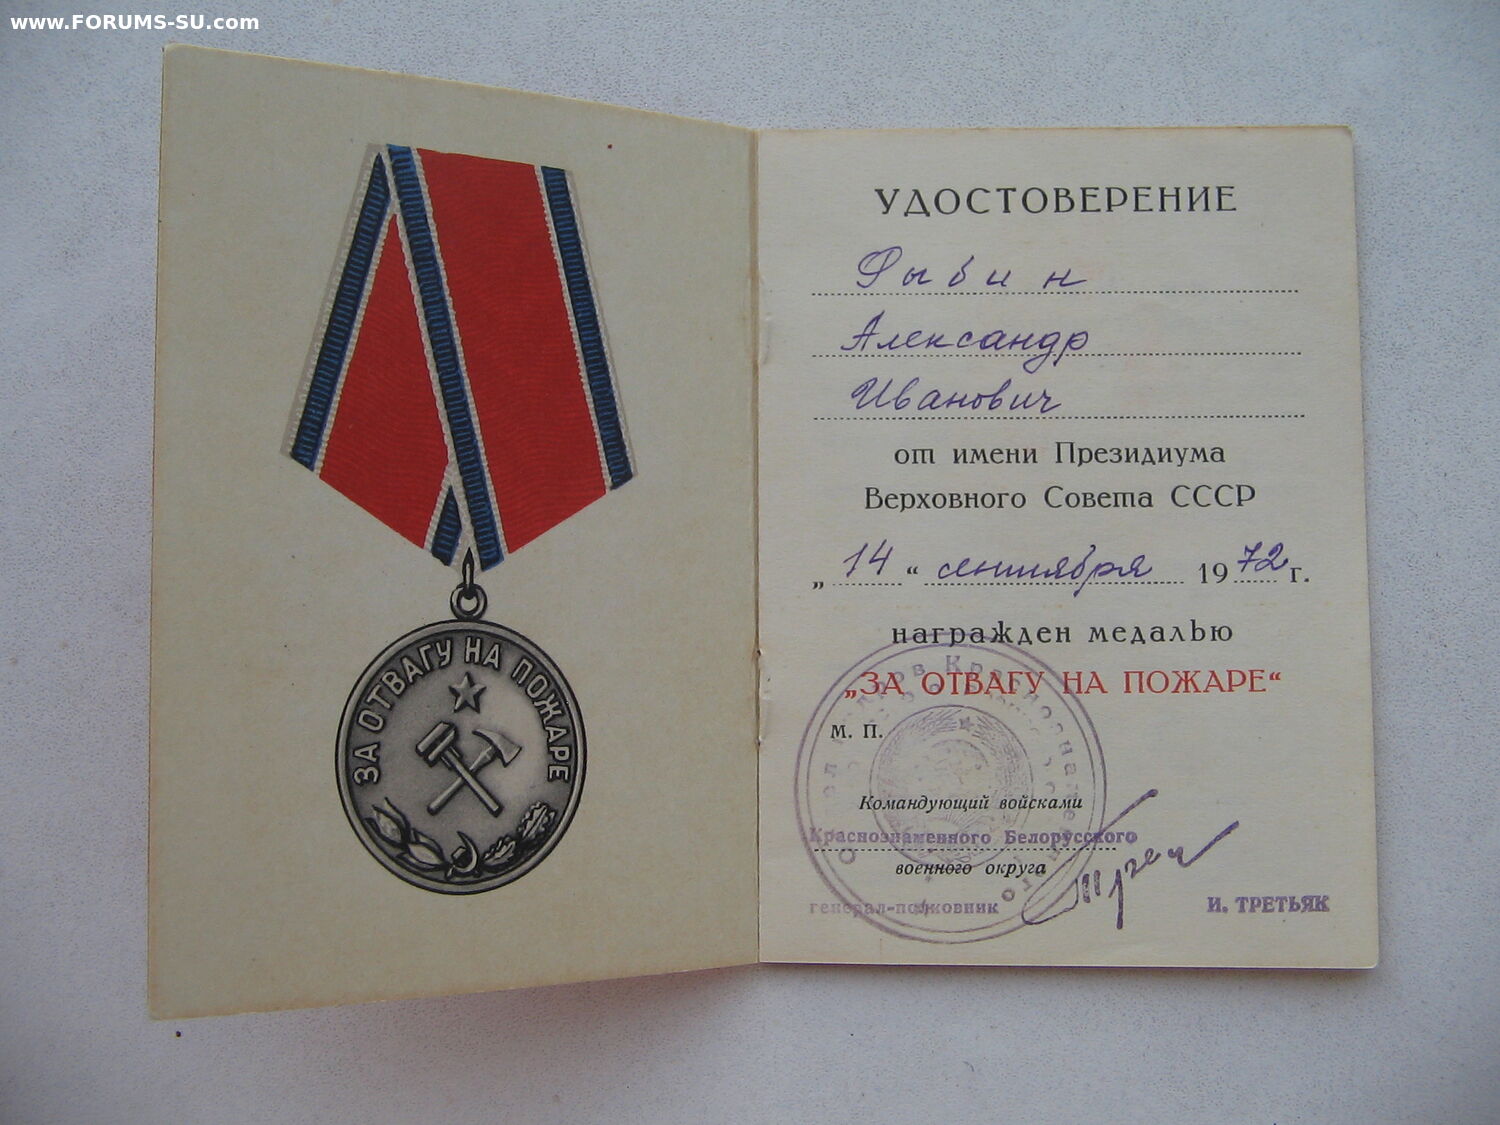 www.FORUMS-SU.com
ЗА ОТВАГУ НА ПОЖАРЕ
УДОСТОВЕРЕНИЕ
Рыбин
Александр
Иванович
от имени Президиума
Верховного Совета СССР
„14“ сентября 1972 г.
награжден медалью
„ЗА ОТВАГУ НА ПОЖАРЕ“
М. П.
Командующий войсками
Краснознаменного Белорусского
военного округа
генерал-полковник И. ТРЕТЬЯК